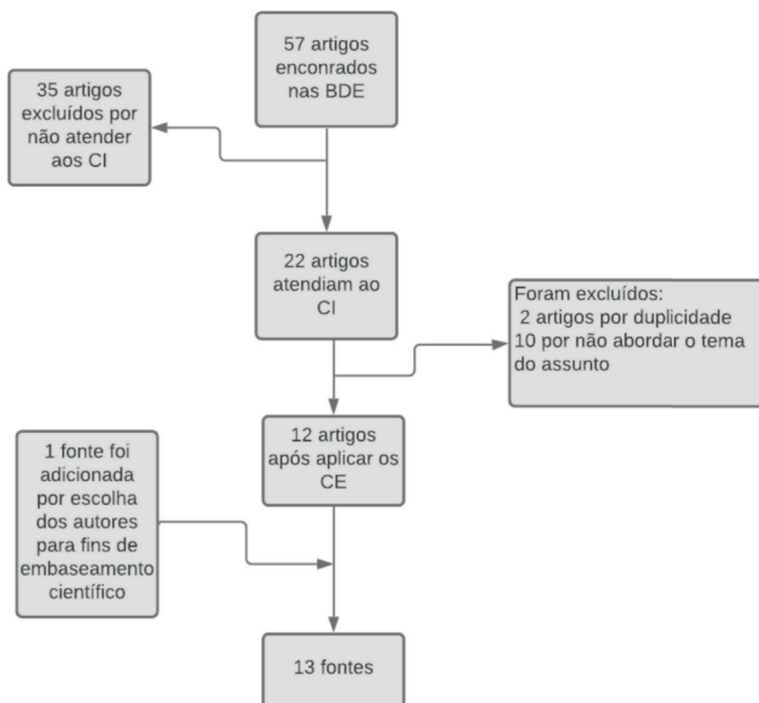 57 artigos
enconrados
nas BDE
35 artigos
excluídos por
não atender
aos CI
22 artigos
atendiam ao
CI
Foram excluídos:
2 artigos por duplicidade
10 por não abordar o tema
do assunto
12 artigos
após aplicar os
CE
1 fonte foi
adicionada
por escolha
dos autores
para fins de
embaseamento
científico
13 fontes